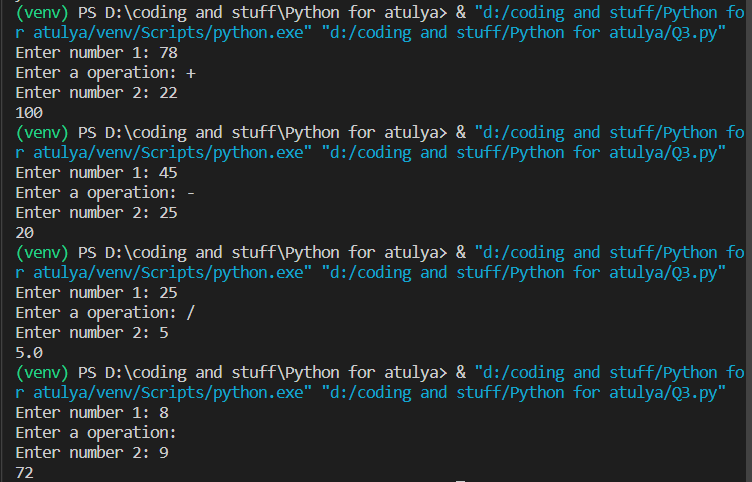 (venv) PS D:\coding and stuff\Python for atulya> & "d:/coding and stuff/Python fo
r atulya/venv/Scripts/python.exe" "d:/coding and stuff/Python for atulya/Q3.py"
Enter number 1: 78
Enter a operation: +
Enter number 2: 22
100
(venv) PS D:\coding and stuff\Python for atulya> & "d:/coding and stuff/Python fo
r atulya/venv/Scripts/python.exe" "d:/coding and stuff/Python for atulya/Q3.py"
Enter number 1: 45
Enter a operation: -
Enter number 2: 25
20
(venv) PS D:\coding and stuff\Python for atulya> & "d:/coding and stuff/Python fo
r atulya/venv/Scripts/python.exe" "d:/coding and stuff/Python for atulya/Q3.py"
Enter number 1: 25
Enter a operation: /
Enter number 2: 5
5.0
(venv) PS D:\coding and stuff\Python for atulya> & "d:/coding and stuff/Python fo
r atulya/venv/Scripts/python.exe" "d:/coding and stuff/Python for atulya/Q3.py"
Enter number 1: 8
Enter a operation:
Enter number 2: 9
72